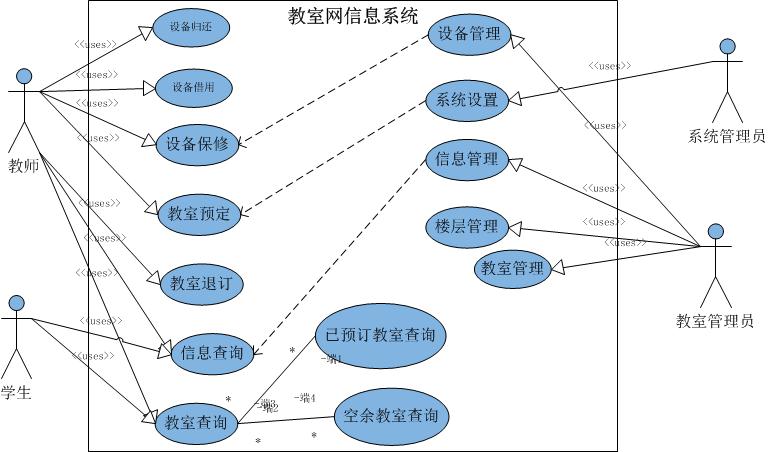 教室网信息系统
设备归还
设备管理
<<uses>>
<<uses>>
<<uses>>
设备借用
系统设置
<<uses>>
<<uses>>
<<uses>>
系统管理员
设备保修
教师
信息管理
<<uses>>
<<uses>>
教室预定
楼层管理
<<uses>>
<<uses>>
<<uses>>
教室管理
<<uses>>
教室退订
教室管理员
<<uses>>
已预订教室查询
信息查询
*
-端1
<<uses>>
学生
*
-端3
-端2
-端4
教室查询
空余教室查询
*
*